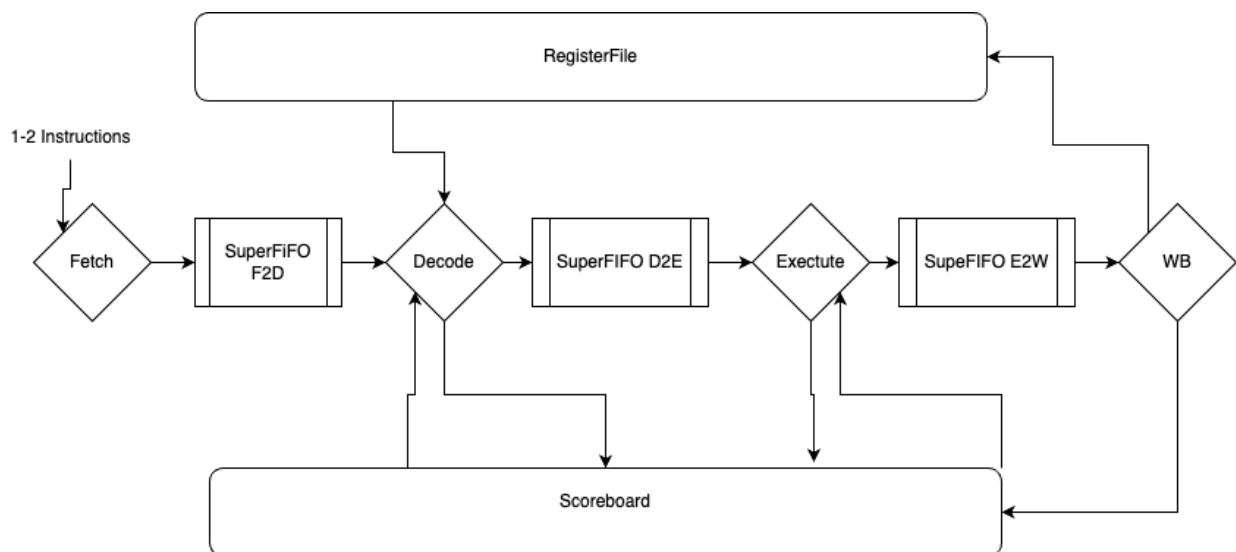 RegisterFile
1-2 Instructions
Fetch
SuperFiFO
F2D
Decode
SuperFIFO D2E
Exectute
SupeFIFO E2W
WB
Scoreboard